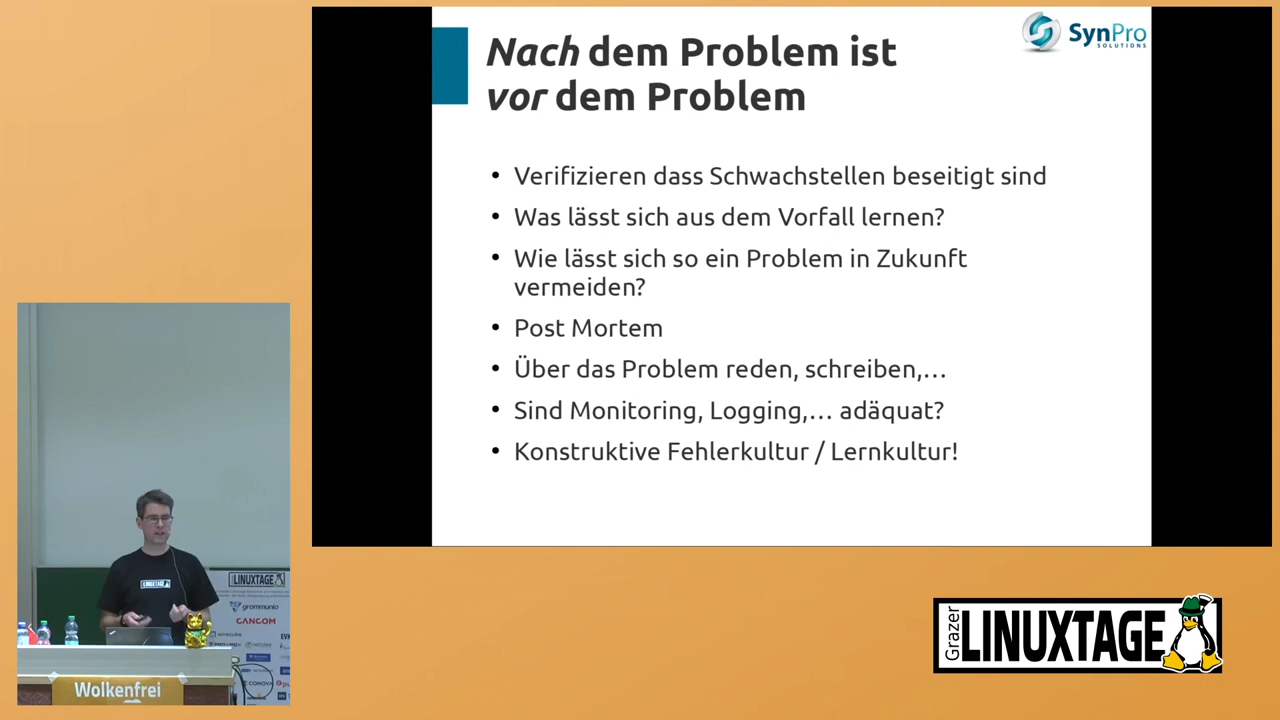 Nach dem Problem ist
vor dem Problem
SynPro
SOLUTIONS
• Verifizieren dass Schwachstellen beseitigt sind
• Was lässt sich aus dem Vorfall lernen?
• Wie lässt sich so ein Problem in Zukunft
vermeiden?
• Post Mortem
• Über das Problem reden, schreiben,…
• Sind Monitoring, Logging,… adäquat?
• Konstruktive Fehlerkultur / Lernkultur!
LINUXTAGE
LINUXTAGE
grommunio
CANCOM
Wolkenfrei
Grazer
LINUXTAGE